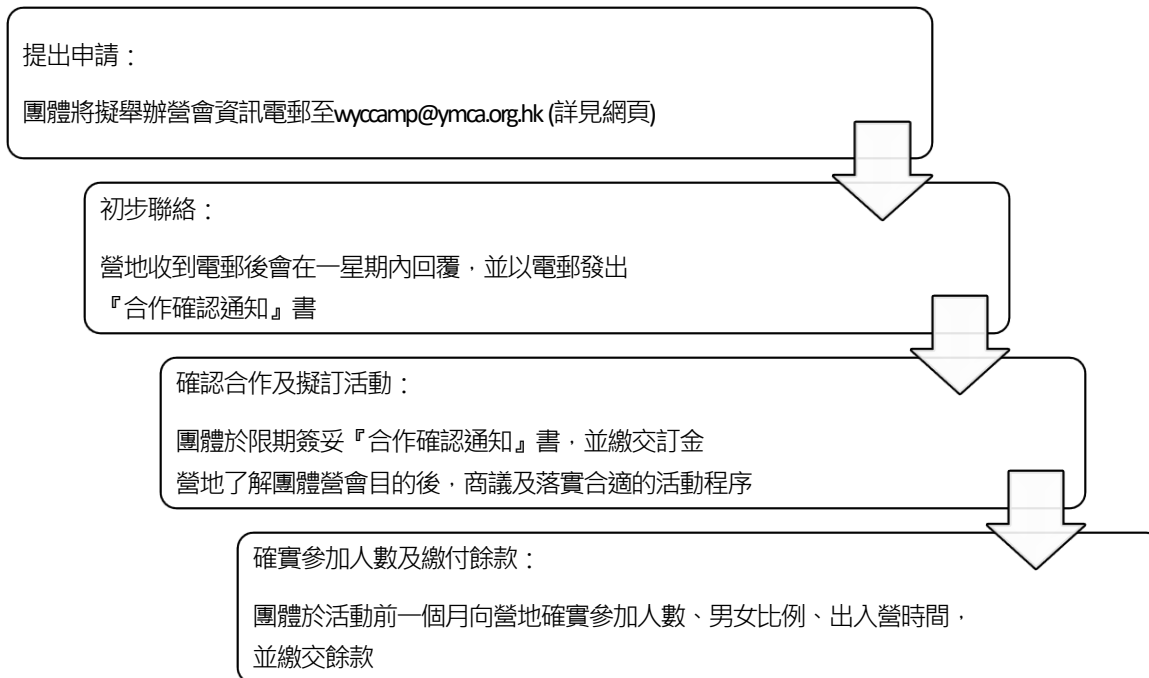 提出申請：
團體將擬舉辦營會資訊電郵至wyccamp@ymca.org.hk (詳見網頁)
初步聯絡：
營地收到電郵後會在一星期內回覆，並以電郵發出
『合作確認通知』書
確認合作及擬訂活動：
團體於限期簽妥『合作確認通知』書，並繳交訂金
營地了解團體營會目的後，商議及落實合適的活動程序
確實參加人數及繳付餘款：
團體於活動前一個月向營地確實參加人數、男女比例、出入營時間，
並繳交餘款